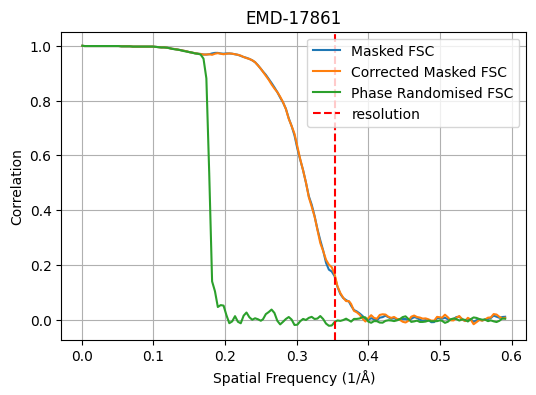 EMD-17861
Masked FSC
Corrected Masked FSC
Phase Randomised FSC
resolution
Correlation
1.0
0.8
0.6
0.4
0.2
0.0
0.0 0.1 0.2 0.3 0.4 0.5 0.6
Spatial Frequency (1/Å)